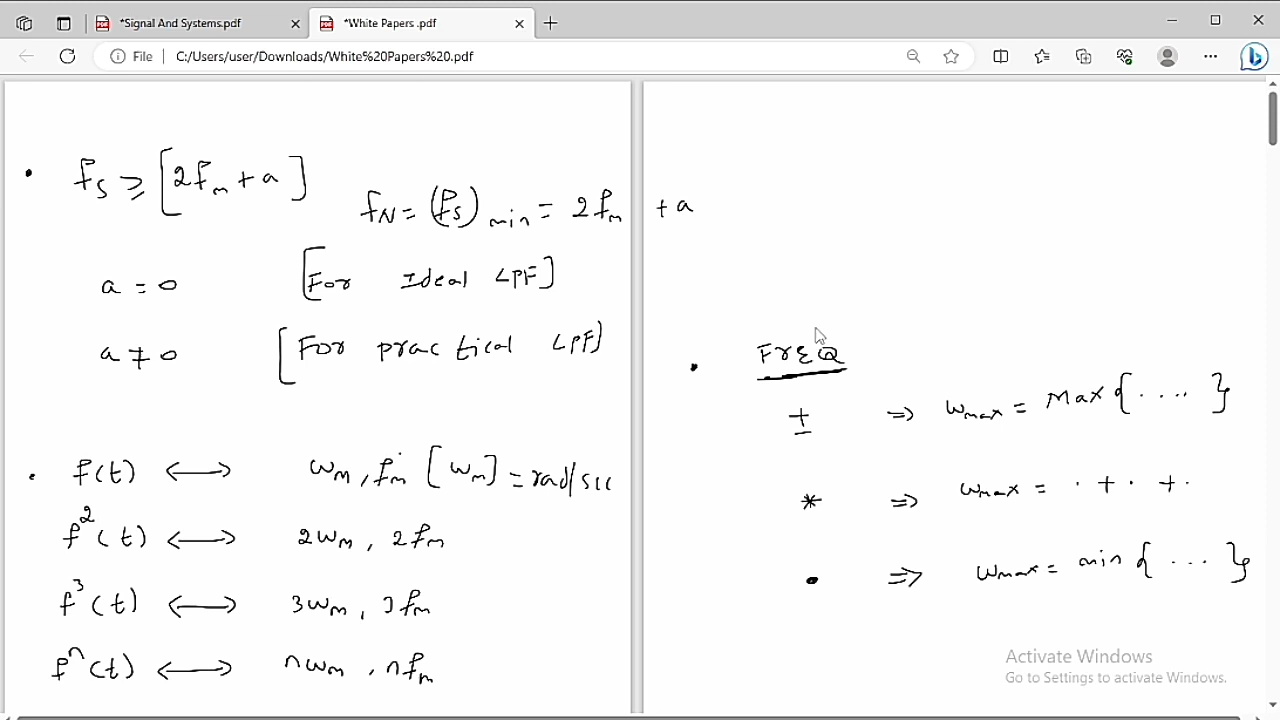 *Signal And Systems.pdf
*White Papers .pdf
File C:/Users/user/Downloads/White%20Papers%20.pdf
• fs ≥ [2fm + a]
fN = (fs)min = 2fm + a
a = 0 [For Ideal LPF]
a ≠ 0 [For practical LPF]
• f(t) ⟷ ωm, fm [ωm] = rad/sec
f²(t) ⟷ 2ωm, 2fm
f³(t) ⟷ 3ωm, 3fm
fⁿ(t) ⟷ nωm, nfm
• FrEQ
± ⇒ ωmax = Max{....}
* ⇒ ωmax = · + · + ·
• ⇒ ωmax = min{...}
Activate Windows
Go to Settings to activate Windows.